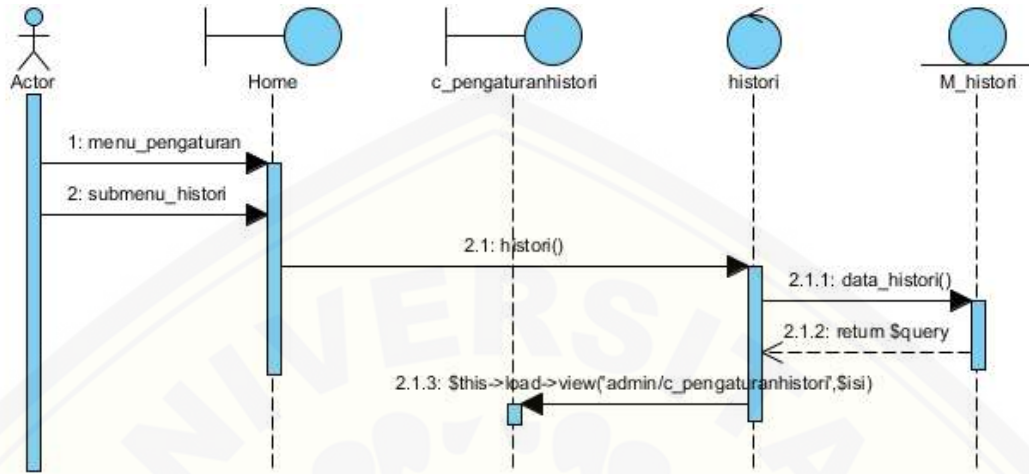 Actor
Home
c_pengaturanhistori
histori
M_histori
1: menu_pengaturan
2: submenu_histori
2.1: histori()
2.1.1: data_histori()
2.1.2: return $query
2.1.3: $this->load->view('admin/c_pengaturanhistori',$isi)
NIVERSITA